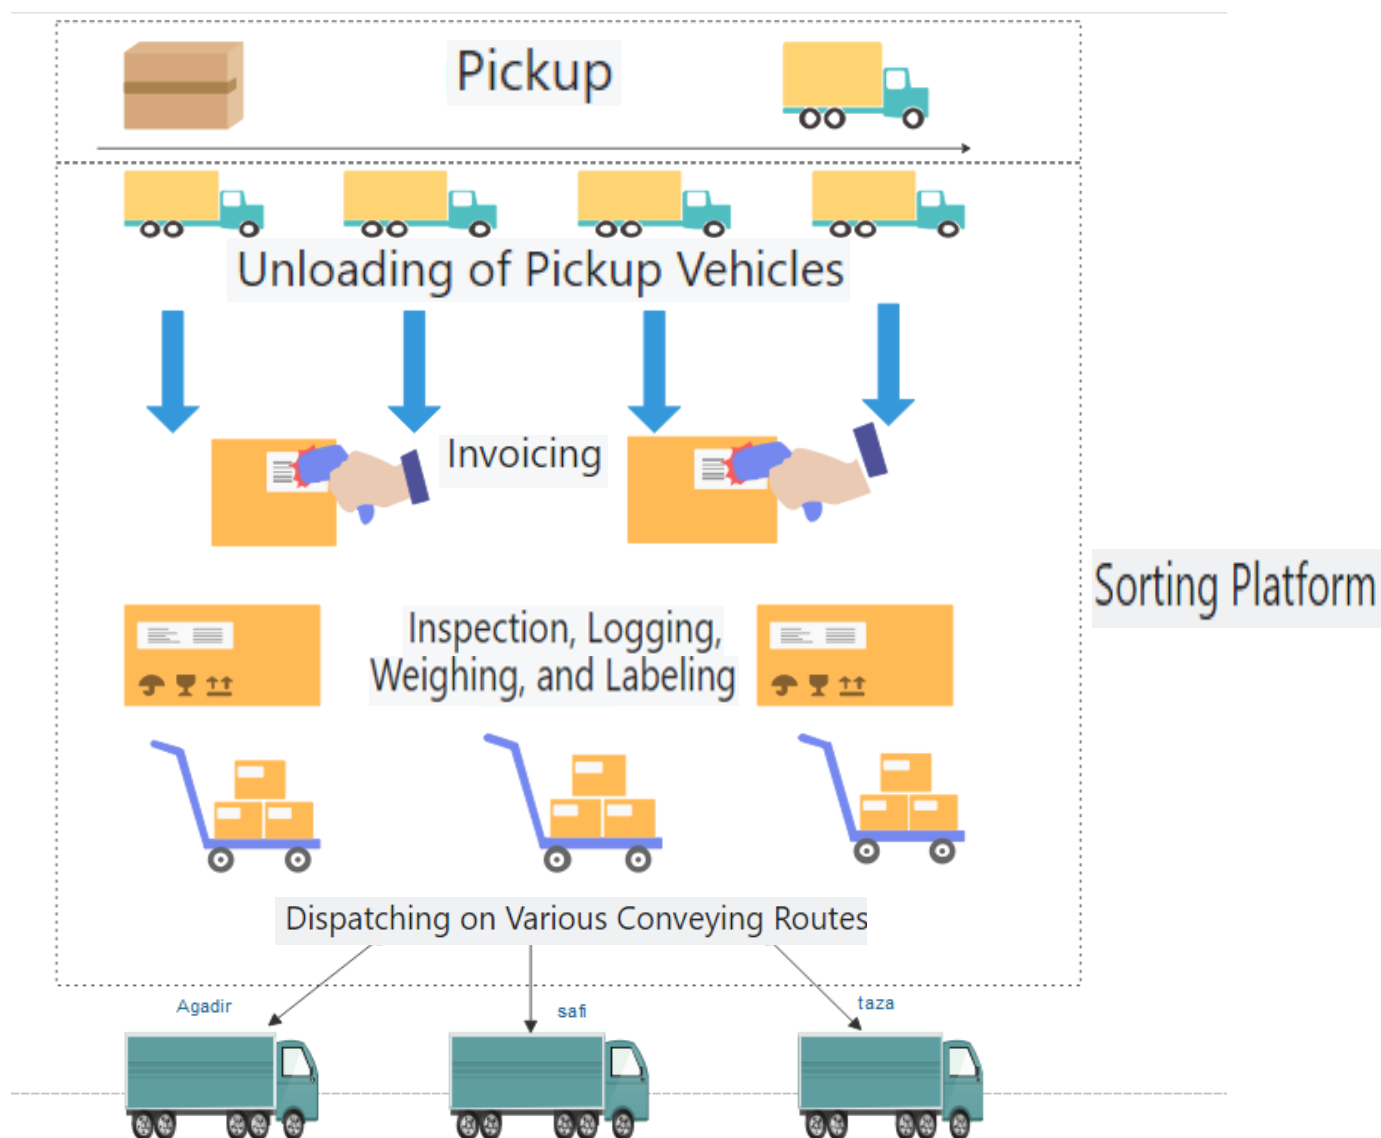 Pickup
Unloading of Pickup Vehicles
Invoicing
Sorting Platform
Inspection, Logging,
Weighing, and Labeling
Dispatching on Various Conveying Routes
Agadir
safi
taza